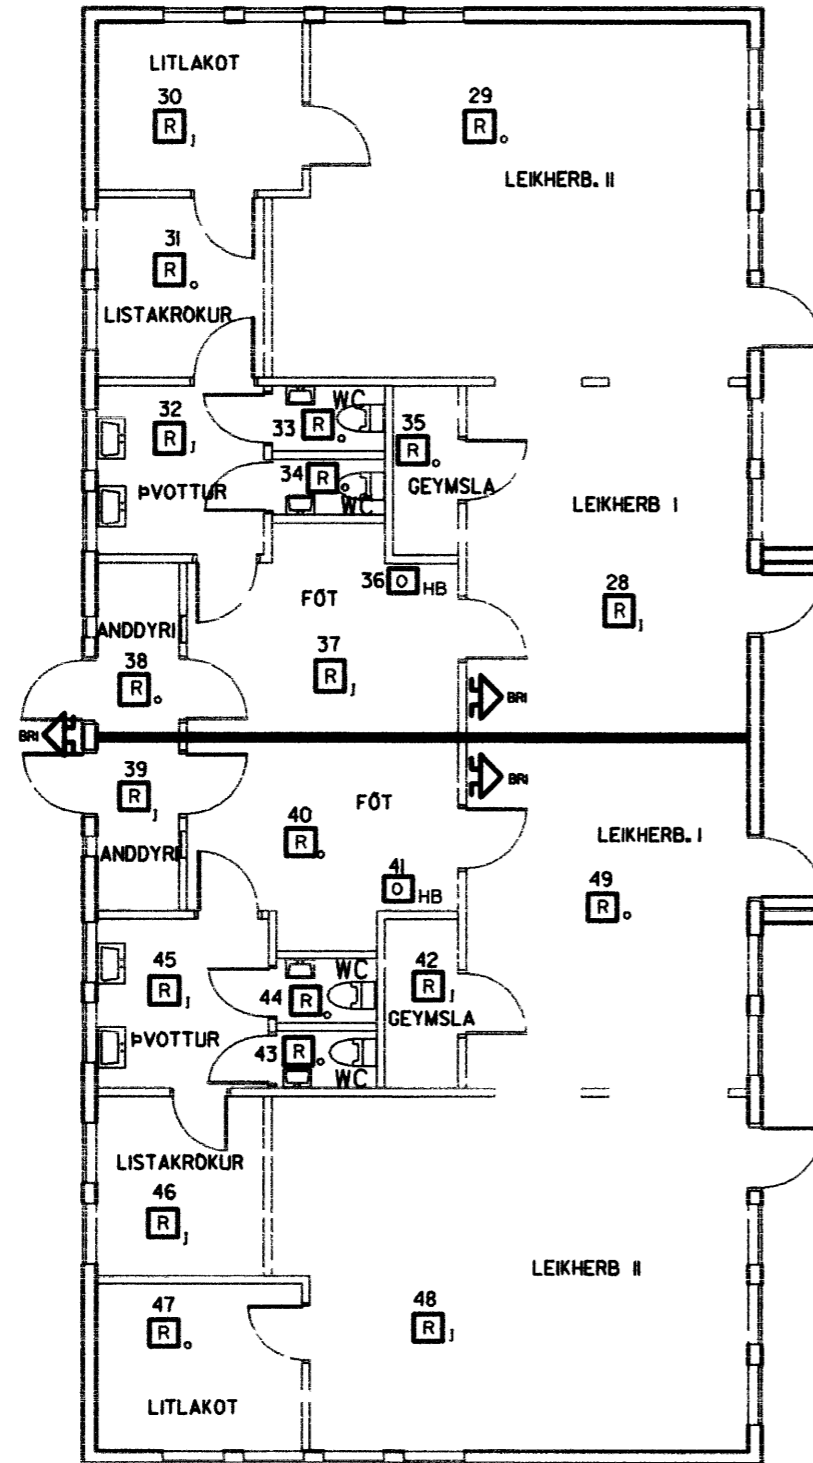 LITLAKOT
30
R J
29
R O
LEIKHERB. II
31
R O
LISTAKRÓKUR
32
R J
ÞVOTTUR
WC
33
R O
34
R O
WC
35
R O
GEYMSLA
LEIKHERB I
28
R J
36 O HB
FÖT
37
R J
ANDDYRI
38
R O
BRI
BRI
BRI
39
R J
ANDDYRI
FÖT
40
R O
41
O HB
LEIKHERB. I
49
R O
45
R J
ÞVOTTUR
WC
44 R O
43 R O
WC
42
R J
GEYMSLA
LISTAKRÓKUR
46
R J
LEIKHERB II
47
R O
48
R J
LITLAKOT